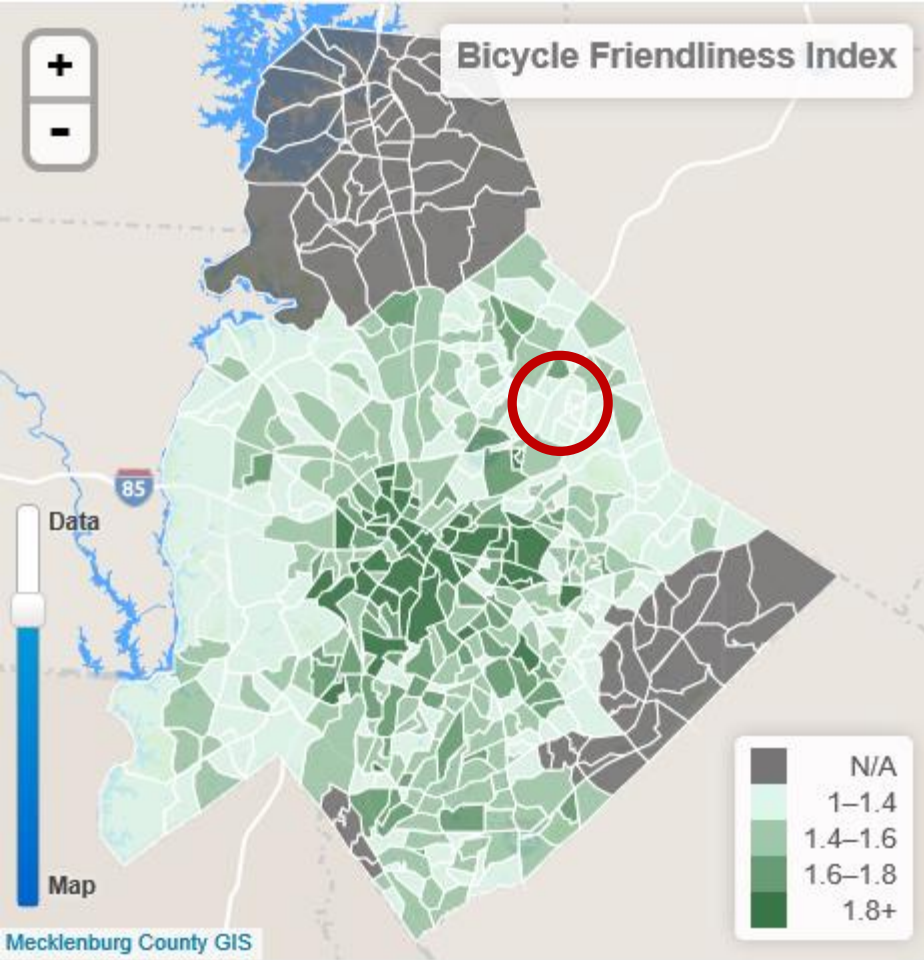 +
Bicycle Friendliness Index
-
85
Data
Map
N/A
1–1.4
1.4–1.6
1.6–1.8
1.8+
Mecklenburg County GIS